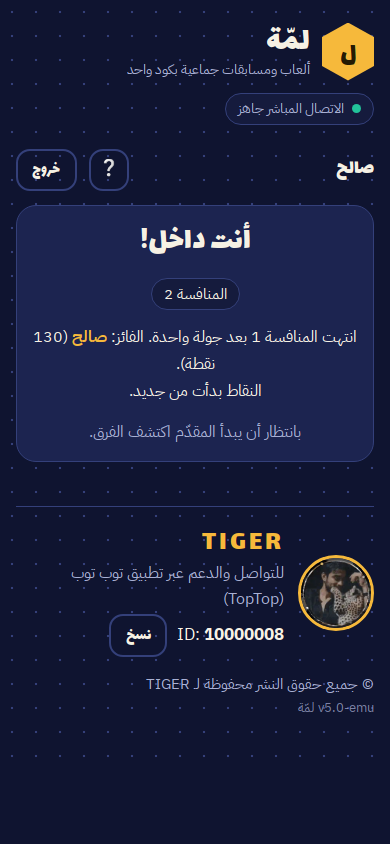 ل
لمّة
ألعاب ومسابقات جماعية بكود واحد
الاتصال المباشر جاهز
صالح
?
خروج
أنت داخل!
المنافسة 2
انتهت المنافسة 1 بعد جولة واحدة. الفائز: صالح (130
نقطة).
النقاط بدأت من جديد.
بانتظار أن يبدأ المقدّم اكتشف الفرق.
TIGER
للتواصل والدعم عبر تطبيق توب توب
(TopTop)
ID: 10000008
نسخ
© جميع حقوق النشر محفوظة لـ TIGER
لمّة v5.0-emu